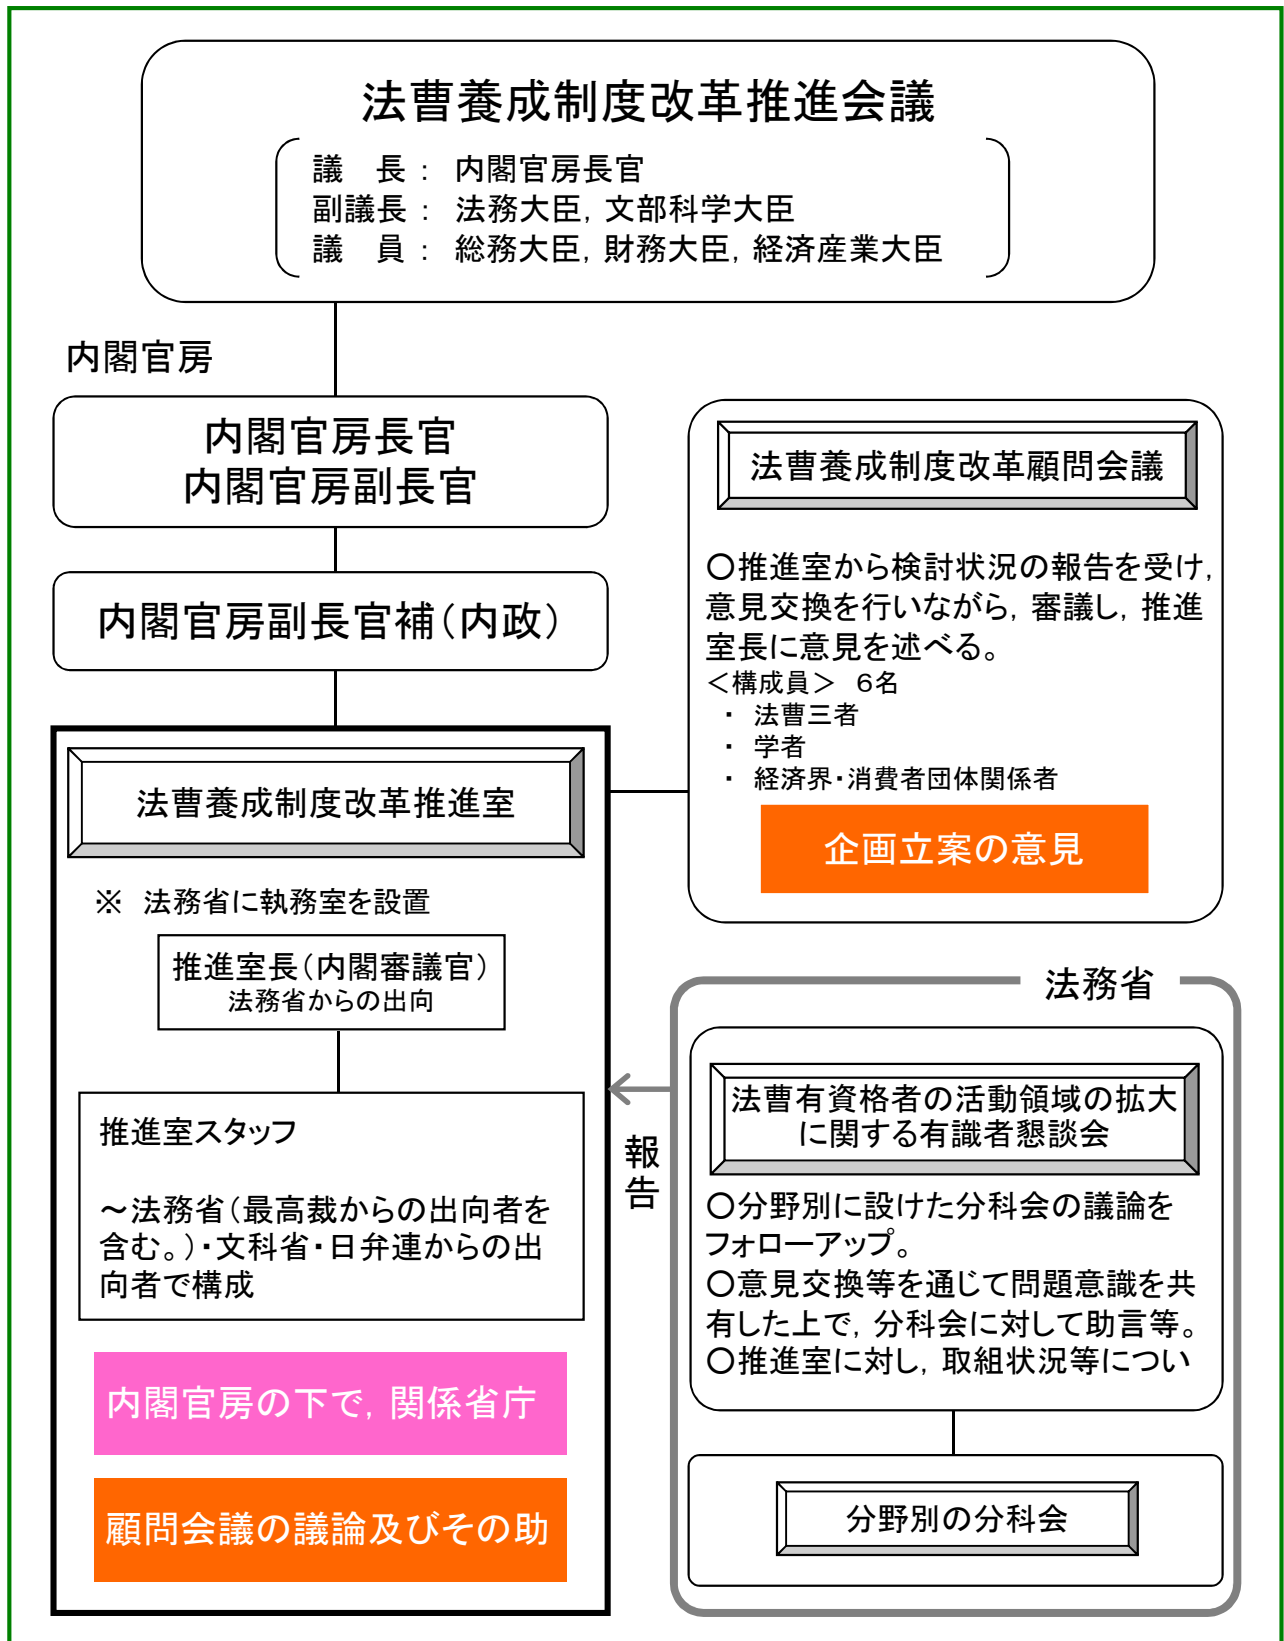 法曹養成制度改革推進会議
議　長： 内閣官房長官
副議長： 法務大臣，文部科学大臣
議　員： 総務大臣，財務大臣，経済産業大臣
内閣官房
内閣官房長官
内閣官房副長官
内閣官房副長官補（内政）
法曹養成制度改革推進室
※　法務省に執務室を設置
推進室長（内閣審議官）
法務省からの出向
推進室スタッフ
～法務省（最高裁からの出向者を
含む。）・文科省・日弁連からの出
向者で構成
内閣官房の下で，関係省庁
顧問会議の議論及びその助
法曹養成制度改革顧問会議
○推進室から検討状況の報告を受け，
意見交換を行いながら，審議し，推進
室長に意見を述べる。
＜構成員＞　６名
・　法曹三者
・　学者
・　経済界・消費者団体関係者
企画立案の意見
法務省
報告
法曹有資格者の活動領域の拡大
に関する有識者懇談会
○分野別に設けた分科会の議論を
フォローアップ。
○意見交換等を通じて問題意識を共
有した上で，分科会に対して助言等。
○推進室に対し，取組状況等につい
分野別の分科会